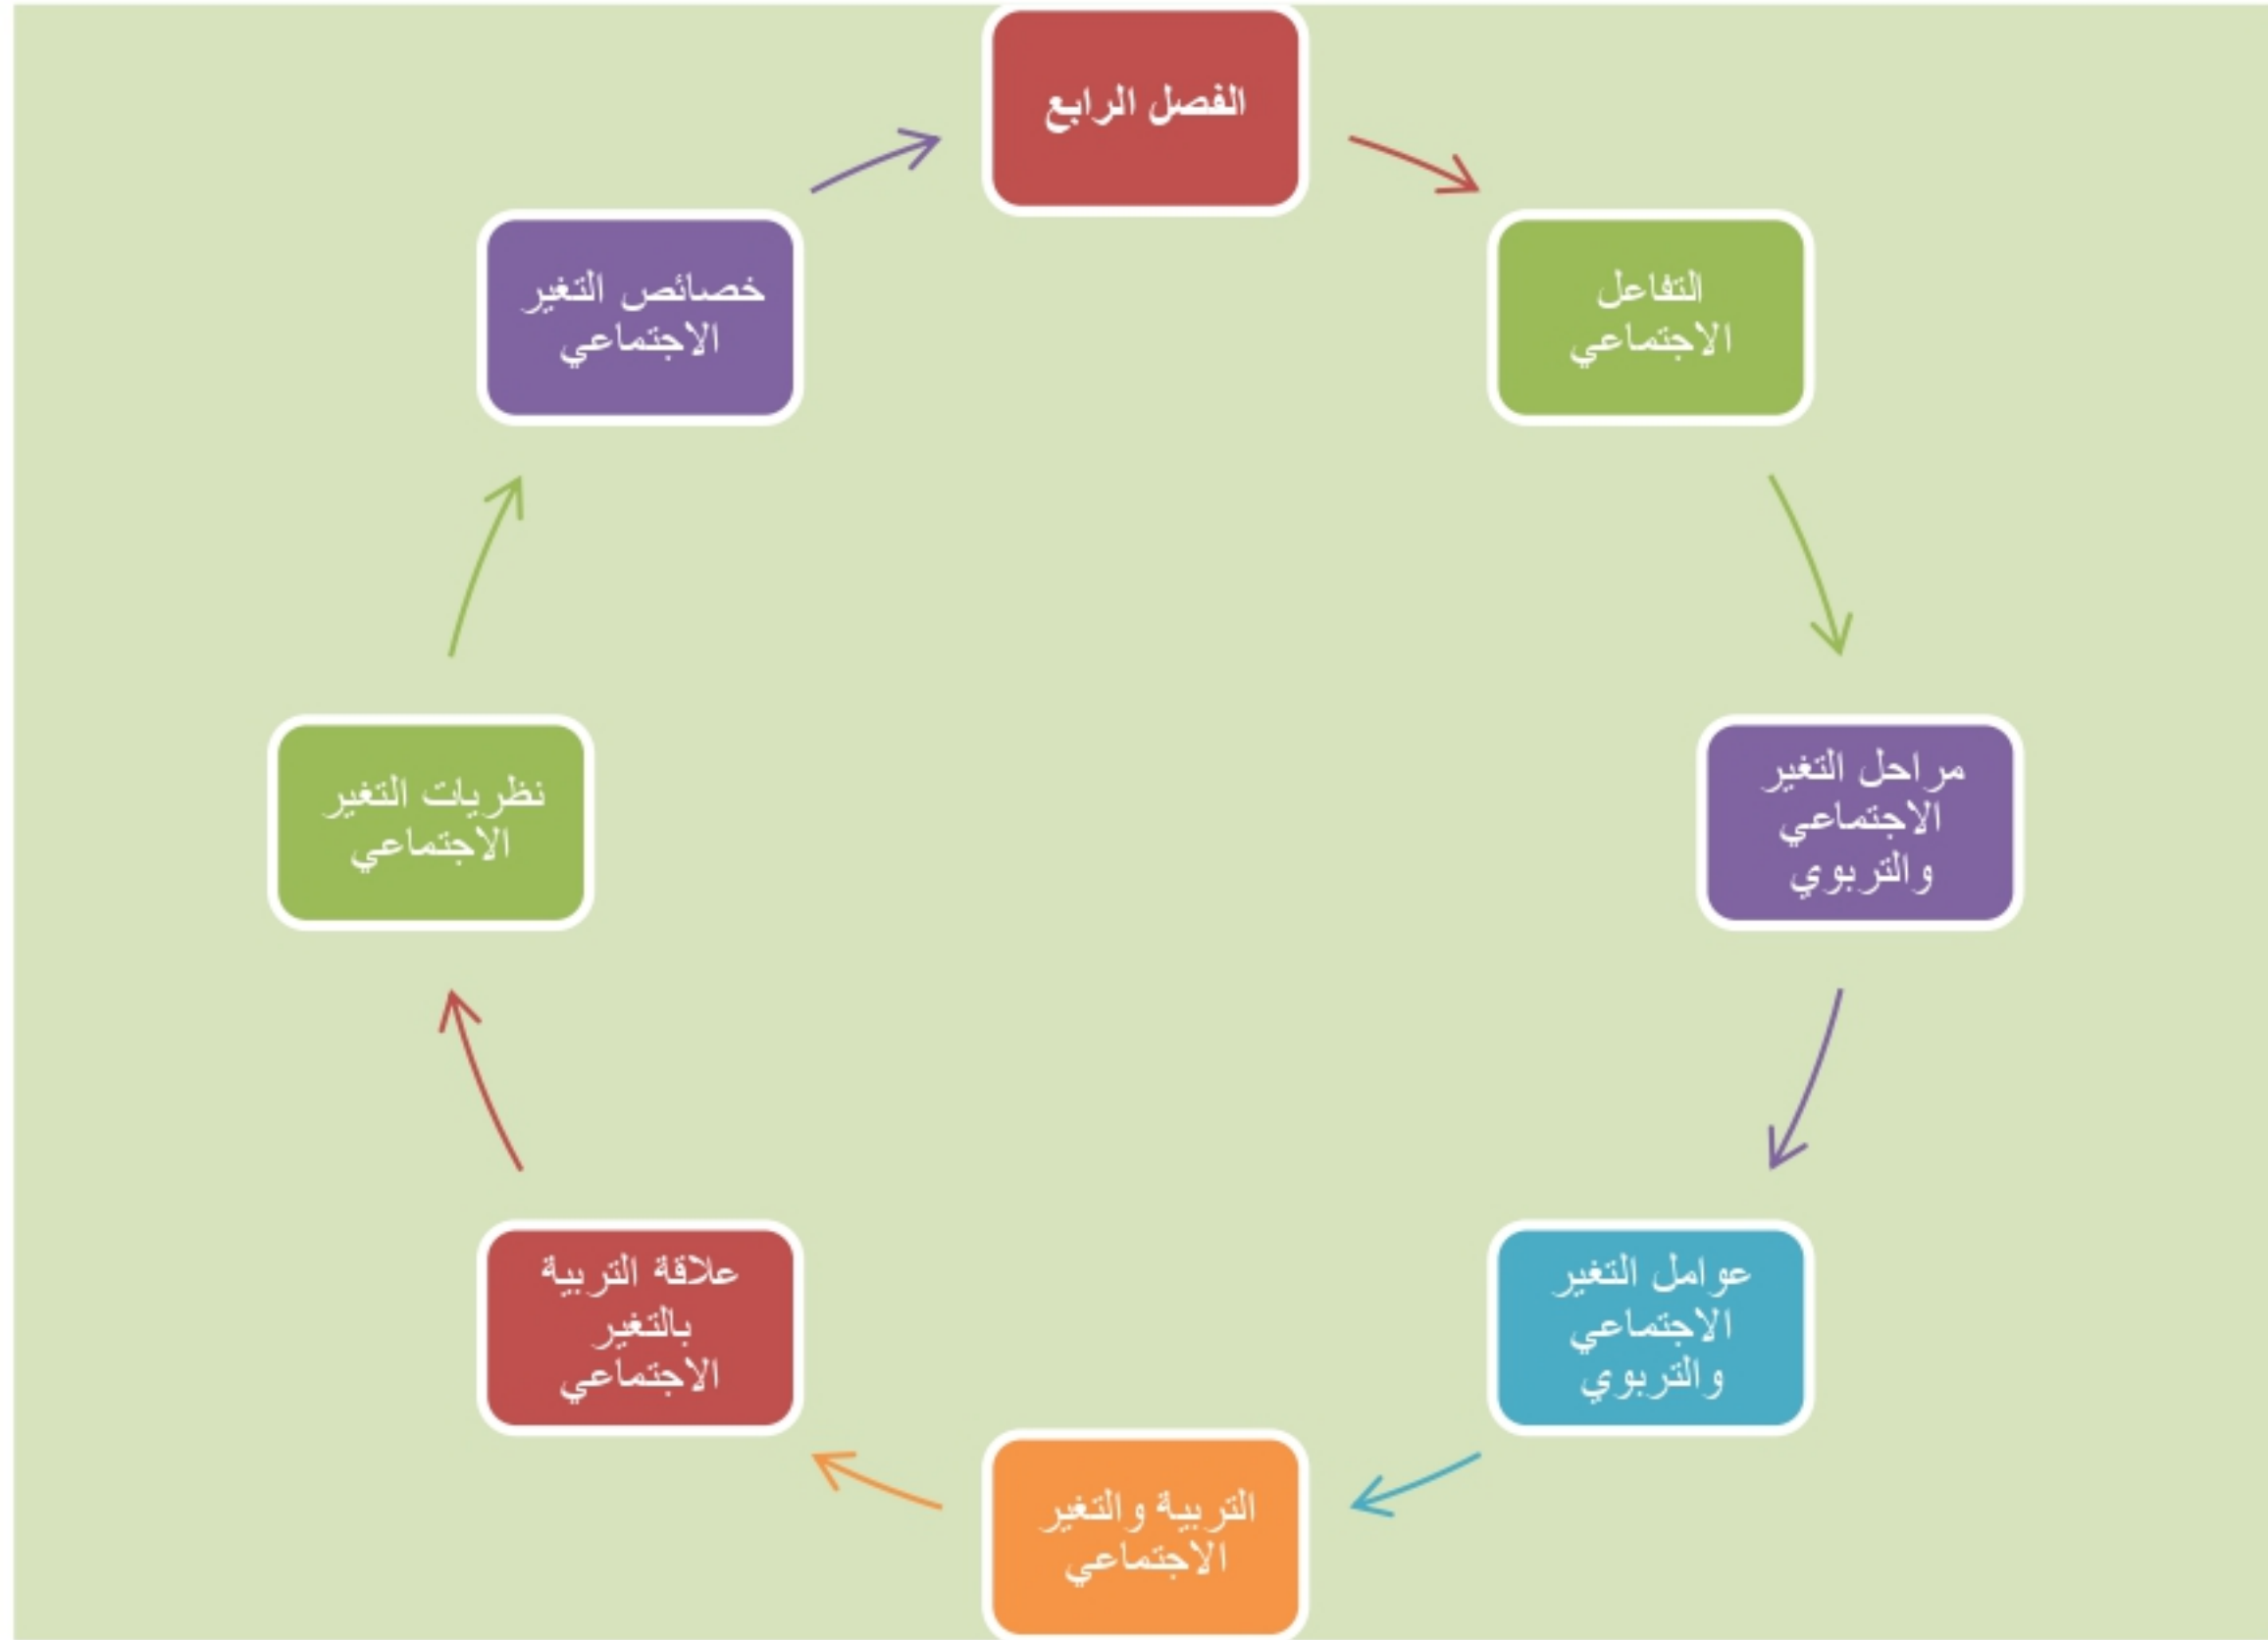 الفصل الرابع
التفاعل
الاجتماعي
مراحل التغير
الاجتماعي
والتربوي
عوامل التغير
الاجتماعي
والتربوي
التربية والتغير
الاجتماعي
علاقة التربية
بالتغير
الاجتماعي
نظريات التغير
الاجتماعي
خصائص التغير
الاجتماعي